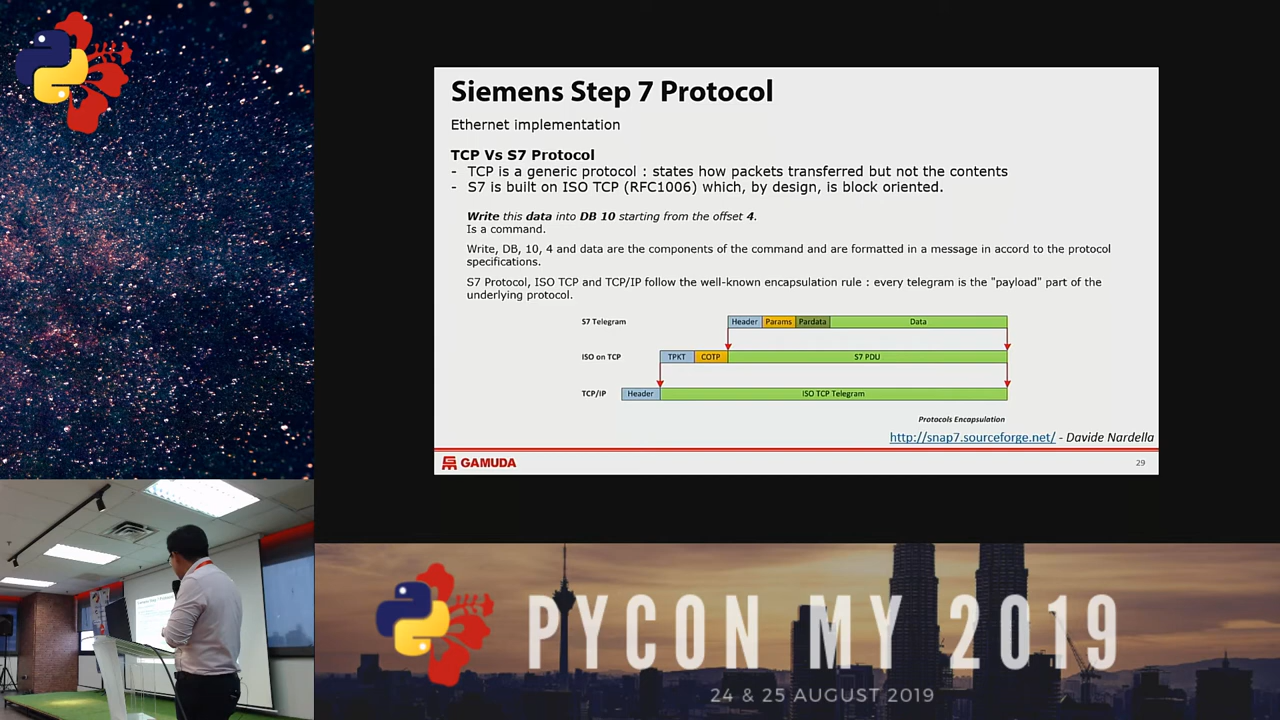 Siemens Step 7 Protocol
Ethernet implementation
TCP Vs S7 Protocol
- TCP is a generic protocol : states how packets transferred but not the contents
- S7 is built on ISO TCP (RFC1006) which, by design, is block oriented.
Write this data into DB 10 starting from the offset 4.
Is a command.
Write, DB, 10, 4 and data are the components of the command and are formatted in a message in accord to the protocol
specifications.
S7 Protocol, ISO TCP and TCP/IP follow the well-known encapsulation rule : every telegram is the "payload" part of the
underlying protocol.
S7 Telegram Header Params Pardata Data
ISO on TCP TPKT COTP S7 PDU
TCP/IP Header ISO TCP Telegram
Protocols Encapsulation
http://snap7.sourceforge.net/ - Davide Nardella
GAMUDA 29
PYCON MY 2019
24 & 25 AUGUST 2019